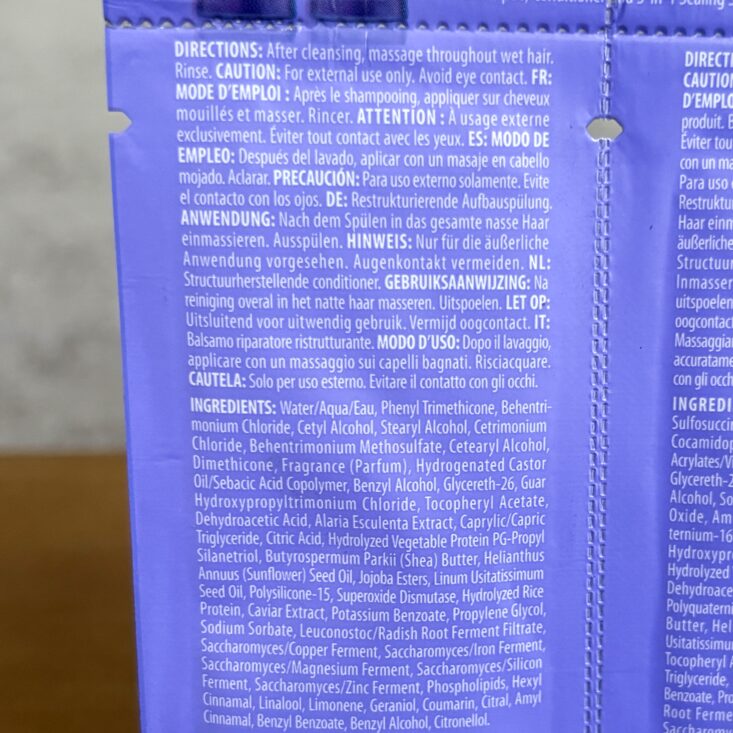 DIRECTIONS: After cleansing, massage throughout wet hair.
Rinse. CAUTION: For external use only. Avoid eye contact. FR:
MODE D'EMPLOI : Après le shampooing, appliquer sur cheveux
mouillés et masser. Rincer. ATTENTION : À usage externe
exclusivement. Éviter tout contact avec les yeux. ES: MODO DE
EMPLEO: Después del lavado, aplicar con un masaje en cabello
mojado. Aclarar. PRECAUCIÓN: Para uso externo solamente. Evite
el contacto con los ojos. DE: Restrukturierende Aufbauspülung.
ANWENDUNG: Nach dem Spülen in das gesamte nasse Haar
einmassieren. Ausspülen. HINWEIS: Nur für die äußerliche
Anwendung vorgesehen. Augenkontakt vermeiden. NL:
Structuurherstellende conditioner. GEBRUIKSAANWIJZING: Na
reiniging overal in het natte haar masseren. Uitspoelen. LET OP:
Uitsluitend voor uitwendig gebruik. Vermijd oogcontact. IT:
Balsamo riparatore ristrutturante. MODO D'USO: Dopo il lavaggio,
applicare con un massaggio sui capelli bagnati. Risciacquare.
CAUTELA: Solo per uso esterno. Evitare il contatto con gli occhi.
INGREDIENTS: Water/Aqua/Eau, Phenyl Trimethicone, Behentri-
monium Chloride, Cetyl Alcohol, Stearyl Alcohol, Cetrimonium
Chloride, Behentrimonium Methosulfate, Cetearyl Alcohol,
Dimethicone, Fragrance (Parfum), Hydrogenated Castor
Oil/Sebacic Acid Copolymer, Benzyl Alcohol, Glycereth-26, Guar
Hydroxypropyltrimonium Chloride, Tocopheryl Acetate,
Dehydroacetic Acid, Alaria Esculenta Extract, Caprylic/Capric
Triglyceride, Citric Acid, Hydrolyzed Vegetable Protein PG-Propyl
Silanetriol, Butyrospermum Parkii (Shea) Butter, Helianthus
Annuus (Sunflower) Seed Oil, Jojoba Esters, Linum Usitatissimum
Seed Oil, Polysilicone-15, Superoxide Dismutase, Hydrolyzed Rice
Protein, Caviar Extract, Potassium Benzoate, Propylene Glycol,
Sodium Sorbate, Leuconostoc/Radish Root Ferment Filtrate,
Saccharomyces/Copper Ferment, Saccharomyces/Iron Ferment,
Saccharomyces/Magnesium Ferment, Saccharomyces/Silicon
Ferment, Saccharomyces/Zinc Ferment, Phospholipids, Hexyl
Cinnamal, Linalool, Limonene, Geraniol, Coumarin, Citral, Amyl
Cinnamal, Benzyl Benzoate, Benzyl Alcohol, Citronellol.
produit.
Éviter
con un
Para uso
Haar
äußerliche
uitspoelen
oogcontact
con gli
Glycereth-2
Alcohol,
Oxide,
ternium-16
Hydrolyzed
Butter,
Tocopheryl
Triglyceride,
Benzoate,
Root